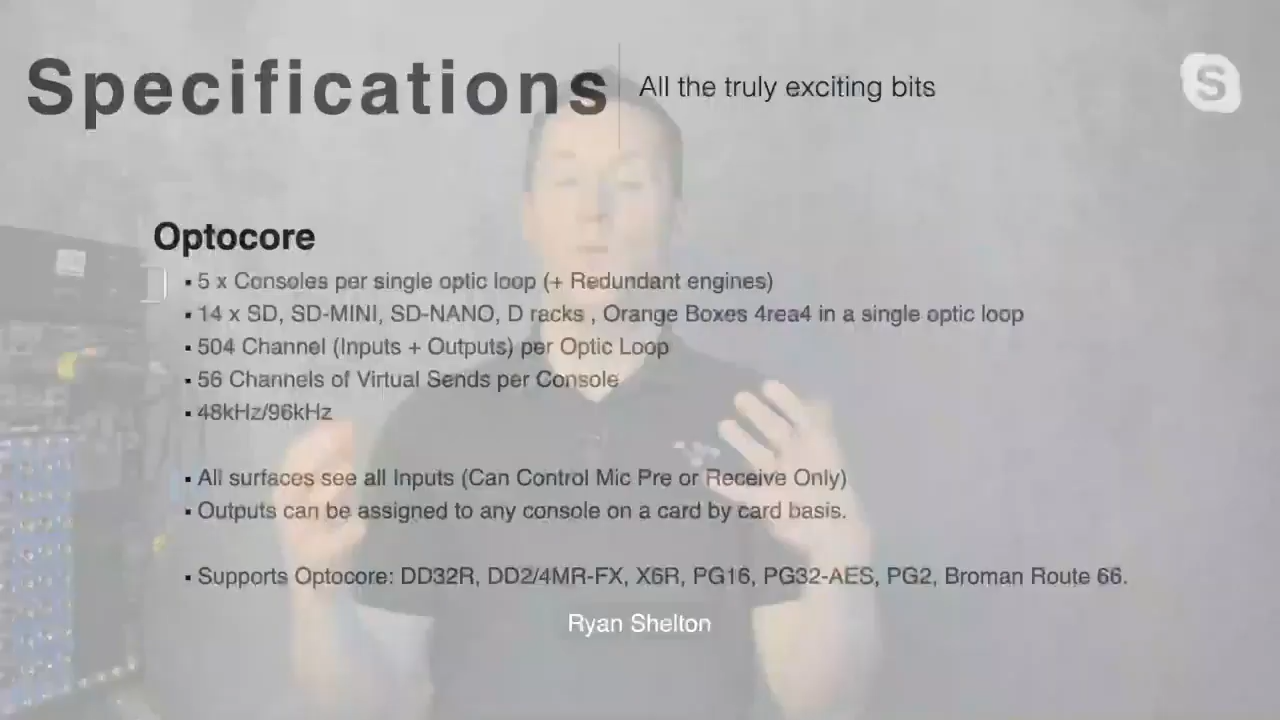 Specifications
All the truly exciting bits
S
Optocore
▪ 5 x Consoles per single optic loop (+ Redundant engines)
▪ 14 x SD, SD-MINI, SD-NANO, D racks , Orange Boxes 4rea4 in a single optic loop
▪ 504 Channel (Inputs + Outputs) per Optic Loop
▪ 56 Channels of Virtual Sends per Console
▪ 48kHz/96kHz
▪ All surfaces see all Inputs (Can Control Mic Pre or Receive Only)
▪ Outputs can be assigned to any console on a card by card basis.
▪ Supports Optocore: DD32R, DD2/4MR-FX, X6R, PG16, PG32-AES, PG2, Broman Route 66.
Ryan Shelton